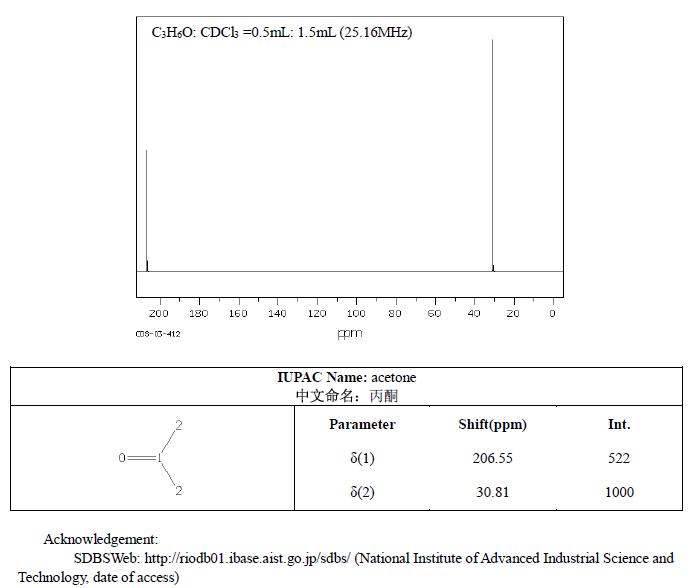 C₃H₆O: CDCl₃ =0.5mL: 1.5mL (25.16MHz)
200 180 160 140 120 100 80 60 40 20 0
CDS-03-412
ppm
IUPAC Name: acetone
中文命名：丙酮
Parameter Shift(ppm) Int.
2
O 1
2
δ(1) 206.55 522
δ(2) 30.81 1000
Acknowledgement:
SDBSWeb: http://riodb01.ibase.aist.go.jp/sdbs/ (National Institute of Advanced Industrial Science and
Technology, date of access)